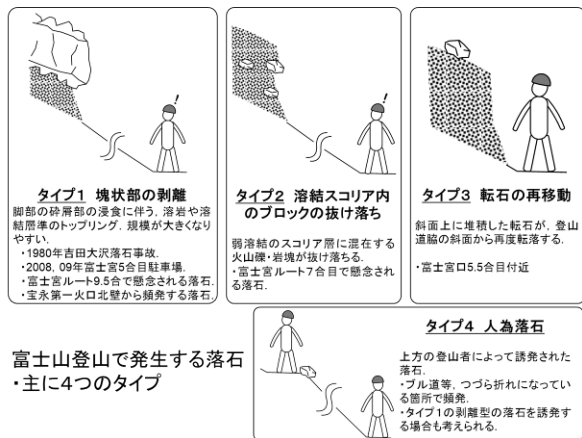 タイプ1 塊状部の剥離
脚部の砕屑部の浸食に伴う, 溶岩や溶
結層準のトップリング. 規模が大きくなり
やすい.
・1980年吉田大沢落石事故.
・2008, 09年富士宮5合目駐車場.
・富士宮ルート9.5合で懸念される落石.
・宝永第一火口北壁から頻発する落石.
タイプ2 溶結スコリア内
のブロックの抜け落ち
弱溶結のスコリア層に混在する
火山礫・岩塊が抜け落ちる.
・富士宮ルート7合目で懸念され
る落石.
タイプ3 転石の再移動
斜面上に堆積した転石が, 登山
道脇の斜面から再度転落する.
・富士宮口5.5合目付近
富士山登山で発生する落石
・主に4つのタイプ
タイプ4 人為落石
上方の登山者によって誘発された
落石.
・ブル道等, つづら折れになってい
る箇所で頻発.
・タイプ1の剥離型の落石を誘発す
る場合も考えられる.